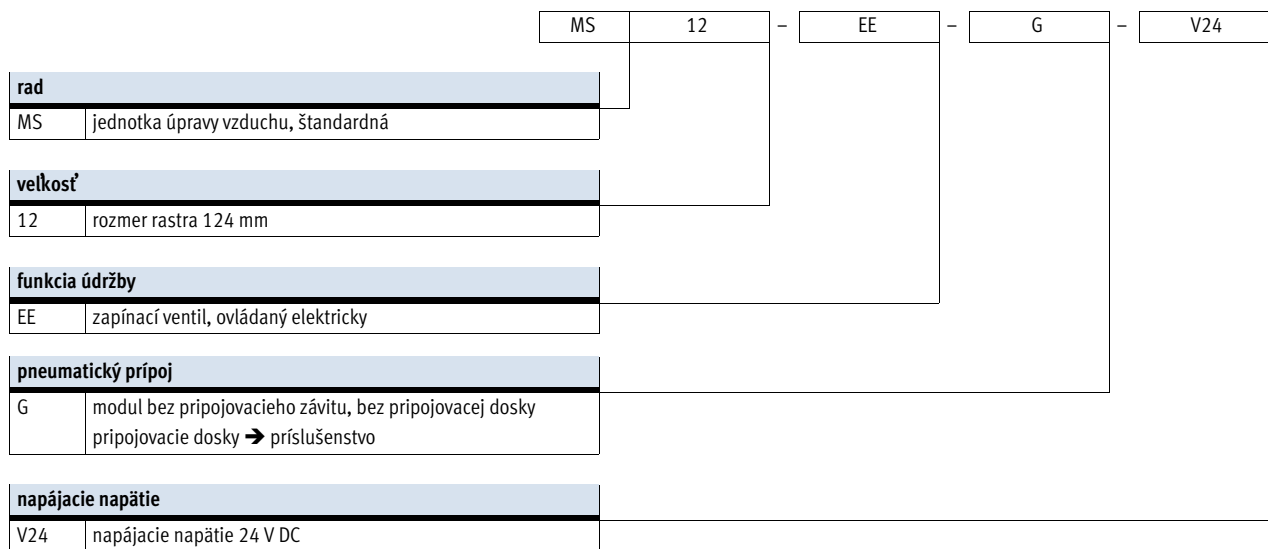 MS 12 – EE – G – V24
rad
MS jednotka úpravy vzduchu, štandardná
veľkosť
12 rozmer rastra 124 mm
funkcia údržby
EE zapínací ventil, ovládaný elektricky
pneumatický prípoj
G modul bez pripojovacieho závitu, bez pripojovacej dosky
pripojovacie dosky ➔ príslušenstvo
napájacie napätie
V24 napájacie napätie 24 V DC